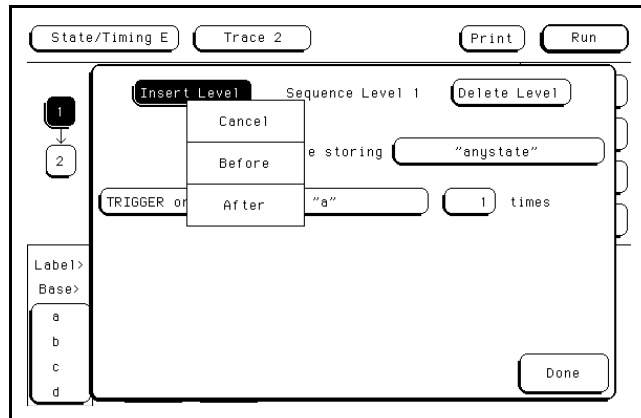 State/Timing E Trace 2 Print Run
Insert Level Sequence Level 1 Delete Level
1
Cancel
2 Before e storing "anystate"
TRIGGER on After "a" 1 times
Label>
Base>
a
b
c
d
Done